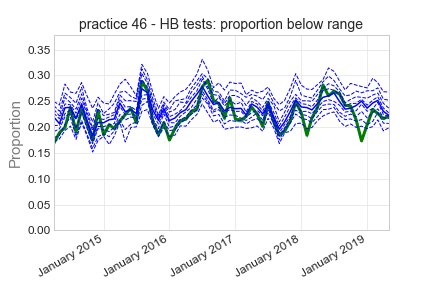 practice 46 - HB tests: proportion below range
Proportion
0.35
0.30
0.25
0.20
0.15
0.10
0.05
0.00
January 2015
January 2016
January 2017
January 2018
January 2019